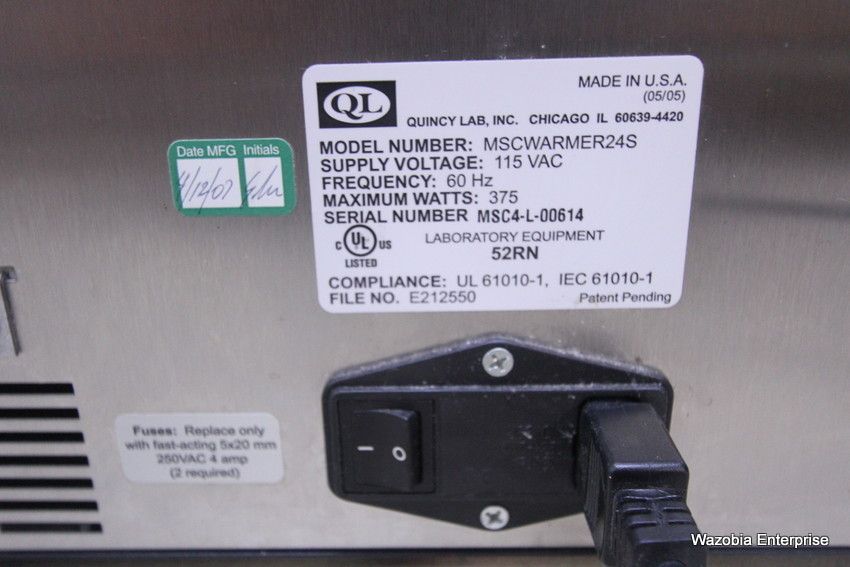 QL
MADE IN U.S.A.
(05/05)
QUINCY LAB, INC. CHICAGO IL 60639-4420
MODEL NUMBER: MSCWARMER24S
SUPPLY VOLTAGE: 115 VAC
FREQUENCY: 60 Hz
MAXIMUM WATTS: 375
SERIAL NUMBER MSC4-L-00614
C UL US
LISTED
LABORATORY EQUIPMENT
52RN
COMPLIANCE: UL 61010-1, IEC 61010-1
FILE NO. E212550
Patent Pending
Date MFG Initials
/12/07
Fuses: Replace only
with fast-acting 5x20 mm
250VAC 4 amp
(2 required)
I O
Wazobia Enterprise